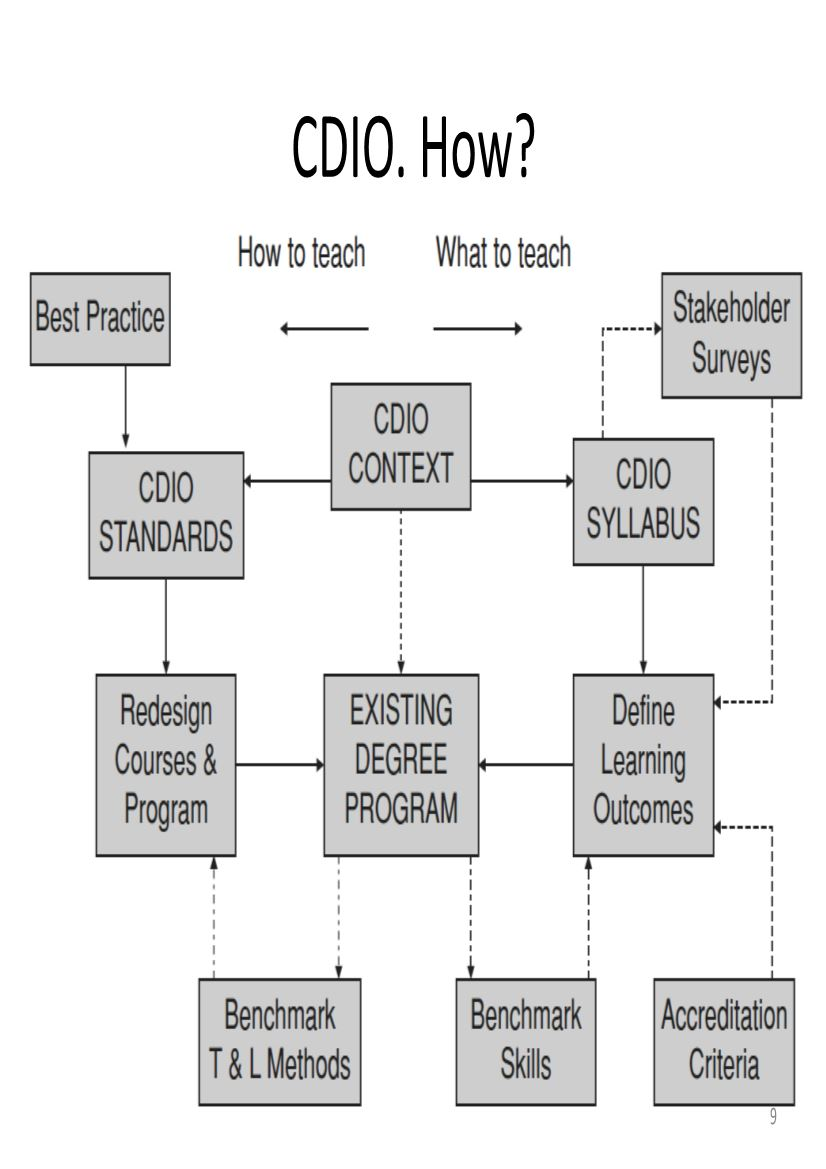 CDIO. How?
How to teach
What to teach
Best Practice
Stakeholder
Surveys
CDIO
CONTEXT
CDIO
STANDARDS
CDIO
SYLLABUS
Redesign
Courses &
Program
EXISTING
DEGREE
PROGRAM
Define
Learning
Outcomes
Benchmark
T & L Methods
Benchmark
Skills
Accreditation
Criteria
9